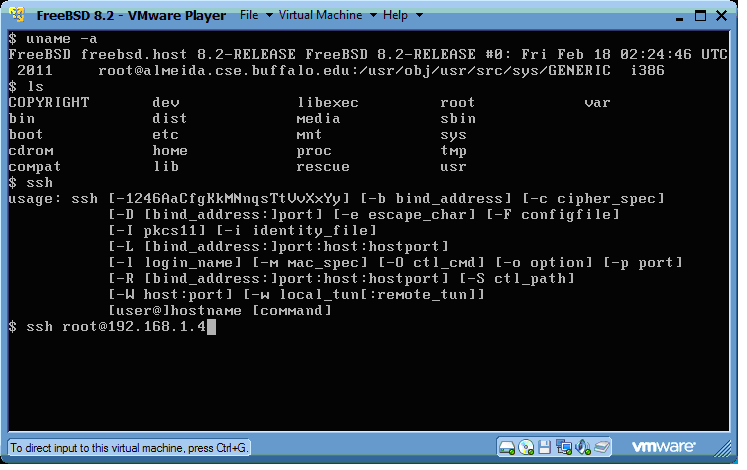 FreeBSD 8.2 - VMware Player File Virtual Machine Help
$ uname -a
FreeBSD freebsd.host 8.2-RELEASE FreeBSD 8.2-RELEASE #0: Fri Feb 18 02:24:46 UTC
2011 root@almeida.cse.buffalo.edu:/usr/obj/usr/src/sys/GENERIC i386
$ ls
COPYRIGHT dev libexec root var
bin dist media sbin
boot etc mnt sys
cdrom home proc tmp
compat lib rescue usr
$ ssh
usage: ssh [-1246AaCfgKkMNnqsTtVvXxYy] [-b bind_address] [-c cipher_spec]
[-D [bind_address:]port] [-e escape_char] [-F configfile]
[-I pkcs11] [-i identity_file]
[-L [bind_address:]port:host:hostport]
[-l login_name] [-m mac_spec] [-O ctl_cmd] [-o option] [-p port]
[-R [bind_address:]port:host:hostport] [-S ctl_path]
[-W host:port] [-w local_tun[:remote_tun]]
[user@]hostname [command]
$ ssh root@192.168.1.4
To direct input to this virtual machine, press Ctrl+G.
vmware